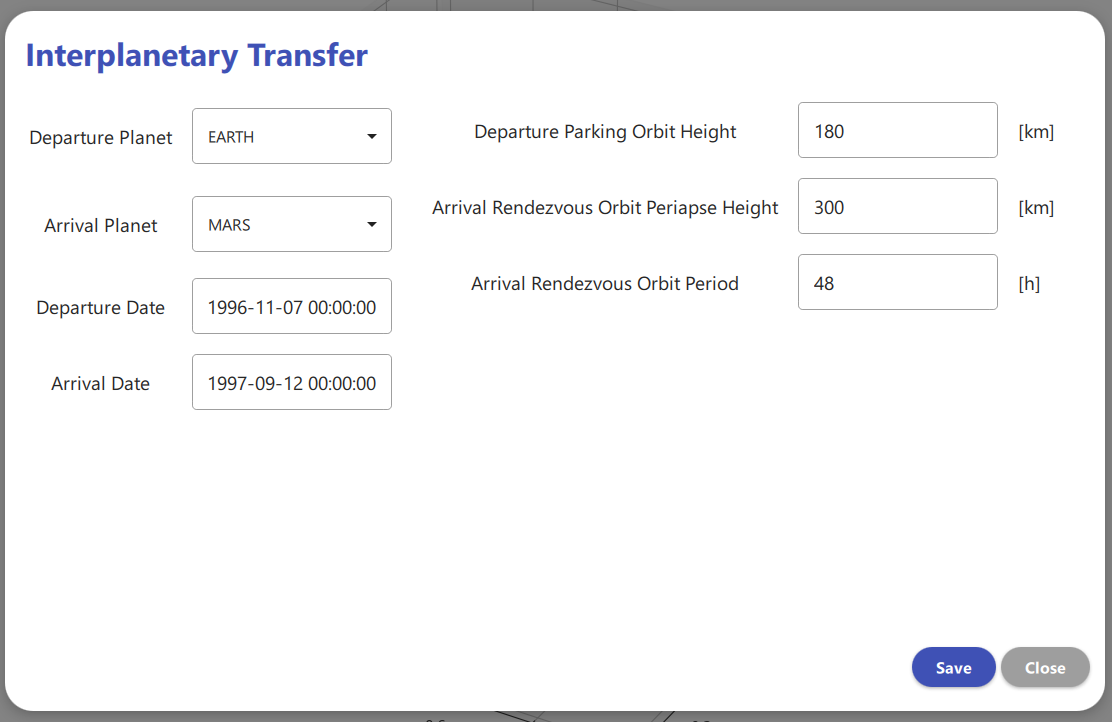 Interplanetary Transfer
Departure Planet EARTH
Arrival Planet MARS
Departure Date 1996-11-07 00:00:00
Arrival Date 1997-09-12 00:00:00
Departure Parking Orbit Height 180 [km]
Arrival Rendezvous Orbit Periapse Height 300 [km]
Arrival Rendezvous Orbit Period 48 [h]
Save Close